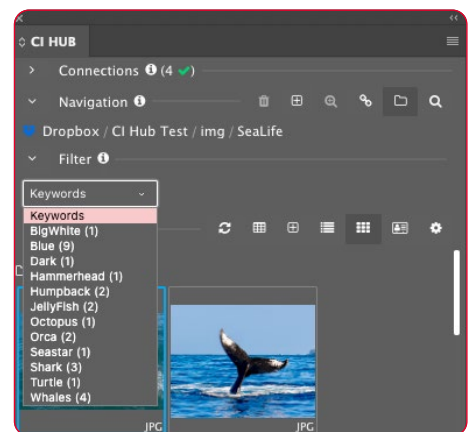 CI HUB
Connections (4 ✓)
Navigation
Dropbox / CI Hub Test / img / SeaLife
Filter
Keywords
Keywords
BigWhite (1)
Blue (9)
Dark (1)
Hammerhead (1)
Humpback (2)
JellyFish (2)
Octopus (1)
Orca (2)
Seastar (1)
Shark (3)
Turtle (1)
Whales (4)
JPG
JPG